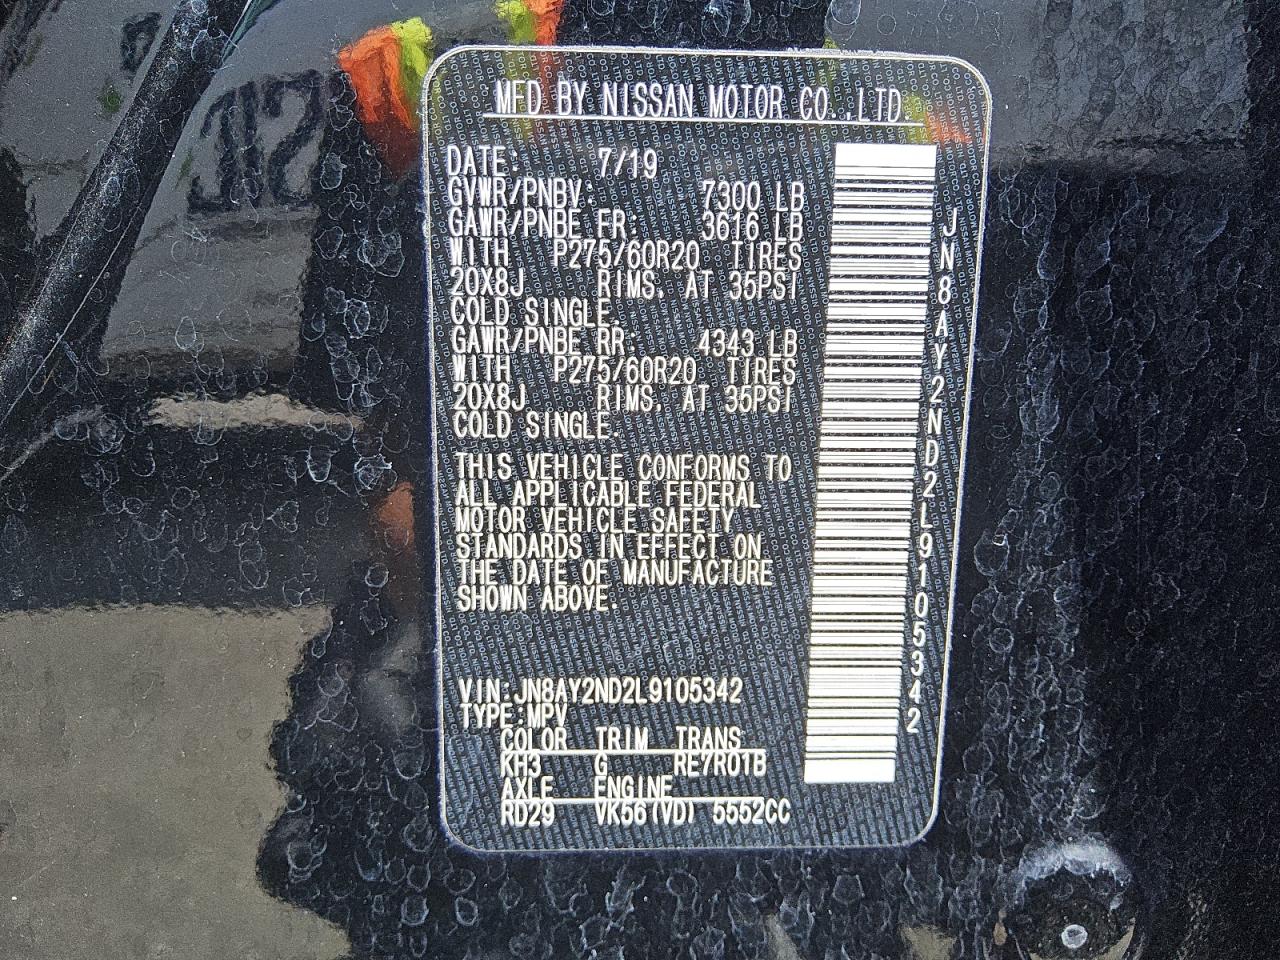 MFD BY NISSAN MOTOR CO.,LTD.
DATE: 7/19
GVWR/PNBV: 7300 LB
GAWR/PNBE FR: 3616 LB
WITH P275/60R20 TIRES
20X8J RIMS, AT 35PSI
COLD SINGLE.
GAWR/PNBE RR: 4343 LB
WITH P275/60R20 TIRES
20X8J RIMS, AT 35PSI
COLD SINGLE.
THIS VEHICLE CONFORMS TO
ALL APPLICABLE FEDERAL
MOTOR VEHICLE SAFETY
STANDARDS IN EFFECT ON
THE DATE OF MANUFACTURE
SHOWN ABOVE.
VIN:JN8AY2ND2L9105342
TYPE:MPV
COLOR TRIM TRANS
KH3 G RE7R01B
AXLE ENGINE
RD29 VK56(VD) 5552CC
JN8AY2ND2L9105342